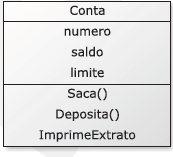 Conta
numero
saldo
limite
Saca()
Deposita()
ImprimeExtrato